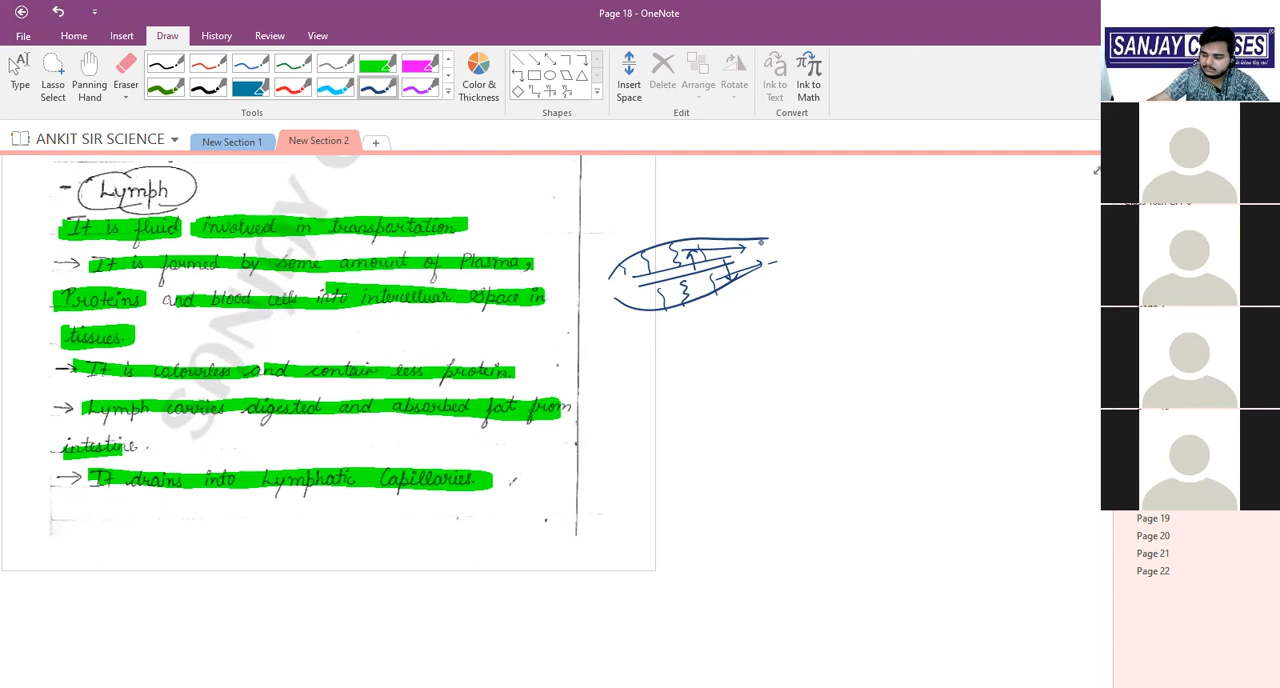 Page 18 - OneNote
File Home Insert Draw History Review View
Type
Lasso Select
Panning Hand
Eraser
Color & Thickness
Insert Space
Delete
Arrange
Rotate
Ink to Text
Ink to Math
Tools
Shapes
Edit
Convert
ANKIT SIR SCIENCE
New Section 1
New Section 2
SANJAY CLASSES
- Lymph
It is fluid involved in transportation
→ It is formed by some amount of Plasma,
Proteins and blood cells into intercellular Space in
tissues.
→ It is colourless and contain less protein.
→ Lymph carries digested and absorbed fat from
intestine.
→ It drains into Lymphatic Capillaries.
Page 19
Page 20
Page 21
Page 22